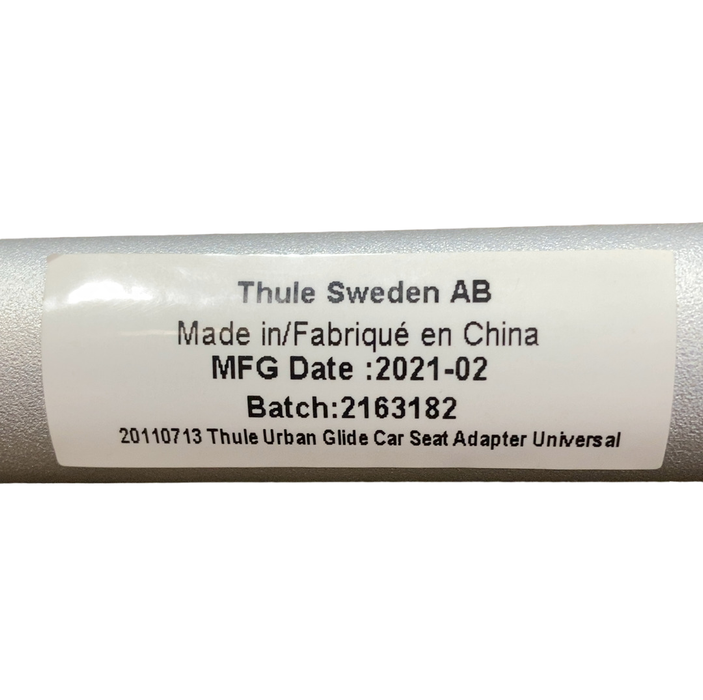 Thule Sweden AB
Made in/Fabriqué en China
MFG Date :2021-02
Batch:2163182
20110713 Thule Urban Glide Car Seat Adapter Universal